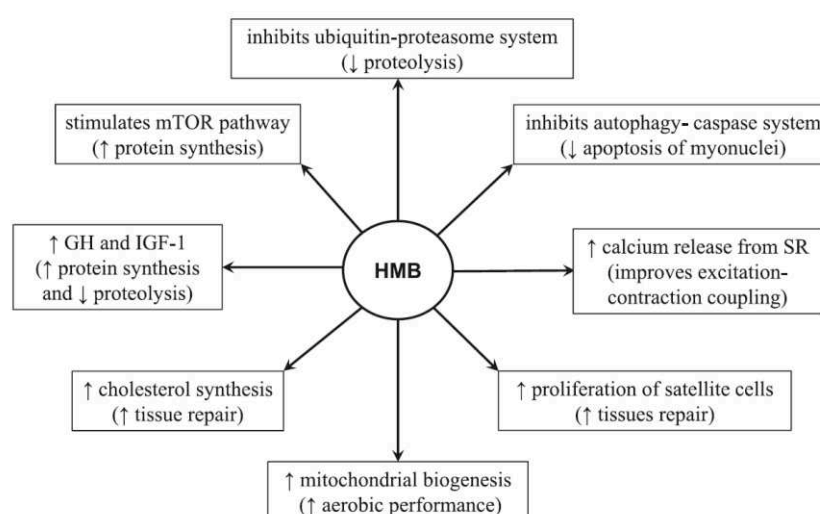 inhibits ubiquitin-proteasome system
(↓ proteolysis)
stimulates mTOR pathway
(↑ protein synthesis)
inhibits autophagy- caspase system
(↓ apoptosis of myonuclei)
↑ GH and IGF-1
(↑ protein synthesis
and ↓ proteolysis)
HMB
↑ calcium release from SR
(improves excitation-
contraction coupling)
↑ cholesterol synthesis
(↑ tissue repair)
↑ proliferation of satellite cells
(↑ tissues repair)
↑ mitochondrial biogenesis
(↑ aerobic performance)